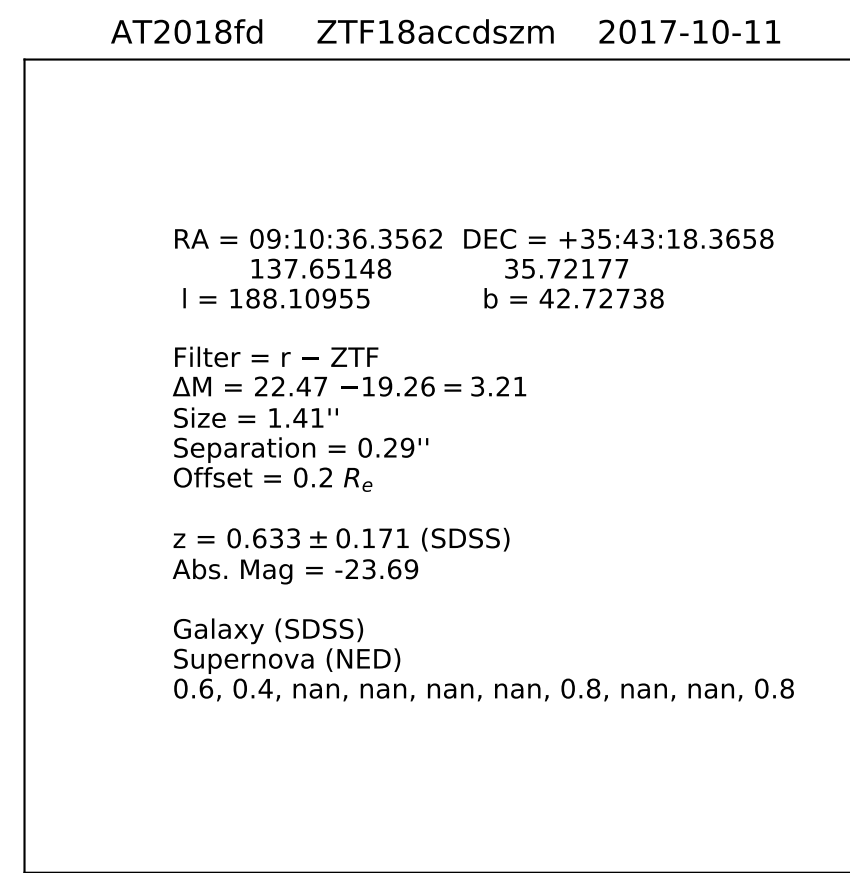 AT2018fd ZTF18accdszm 2017-10-11
RA = 09:10:36.3562 DEC = +35:43:18.3658
137.65148 35.72177
l = 188.10955 b = 42.72738
Filter = r − ZTF
ΔM = 22.47 −19.26 = 3.21
Size = 1.41''
Separation = 0.29''
Offset = 0.2 Rₑ
z = 0.633 ± 0.171 (SDSS)
Abs. Mag = -23.69
Galaxy (SDSS)
Supernova (NED)
0.6, 0.4, nan, nan, nan, nan, 0.8, nan, nan, 0.8